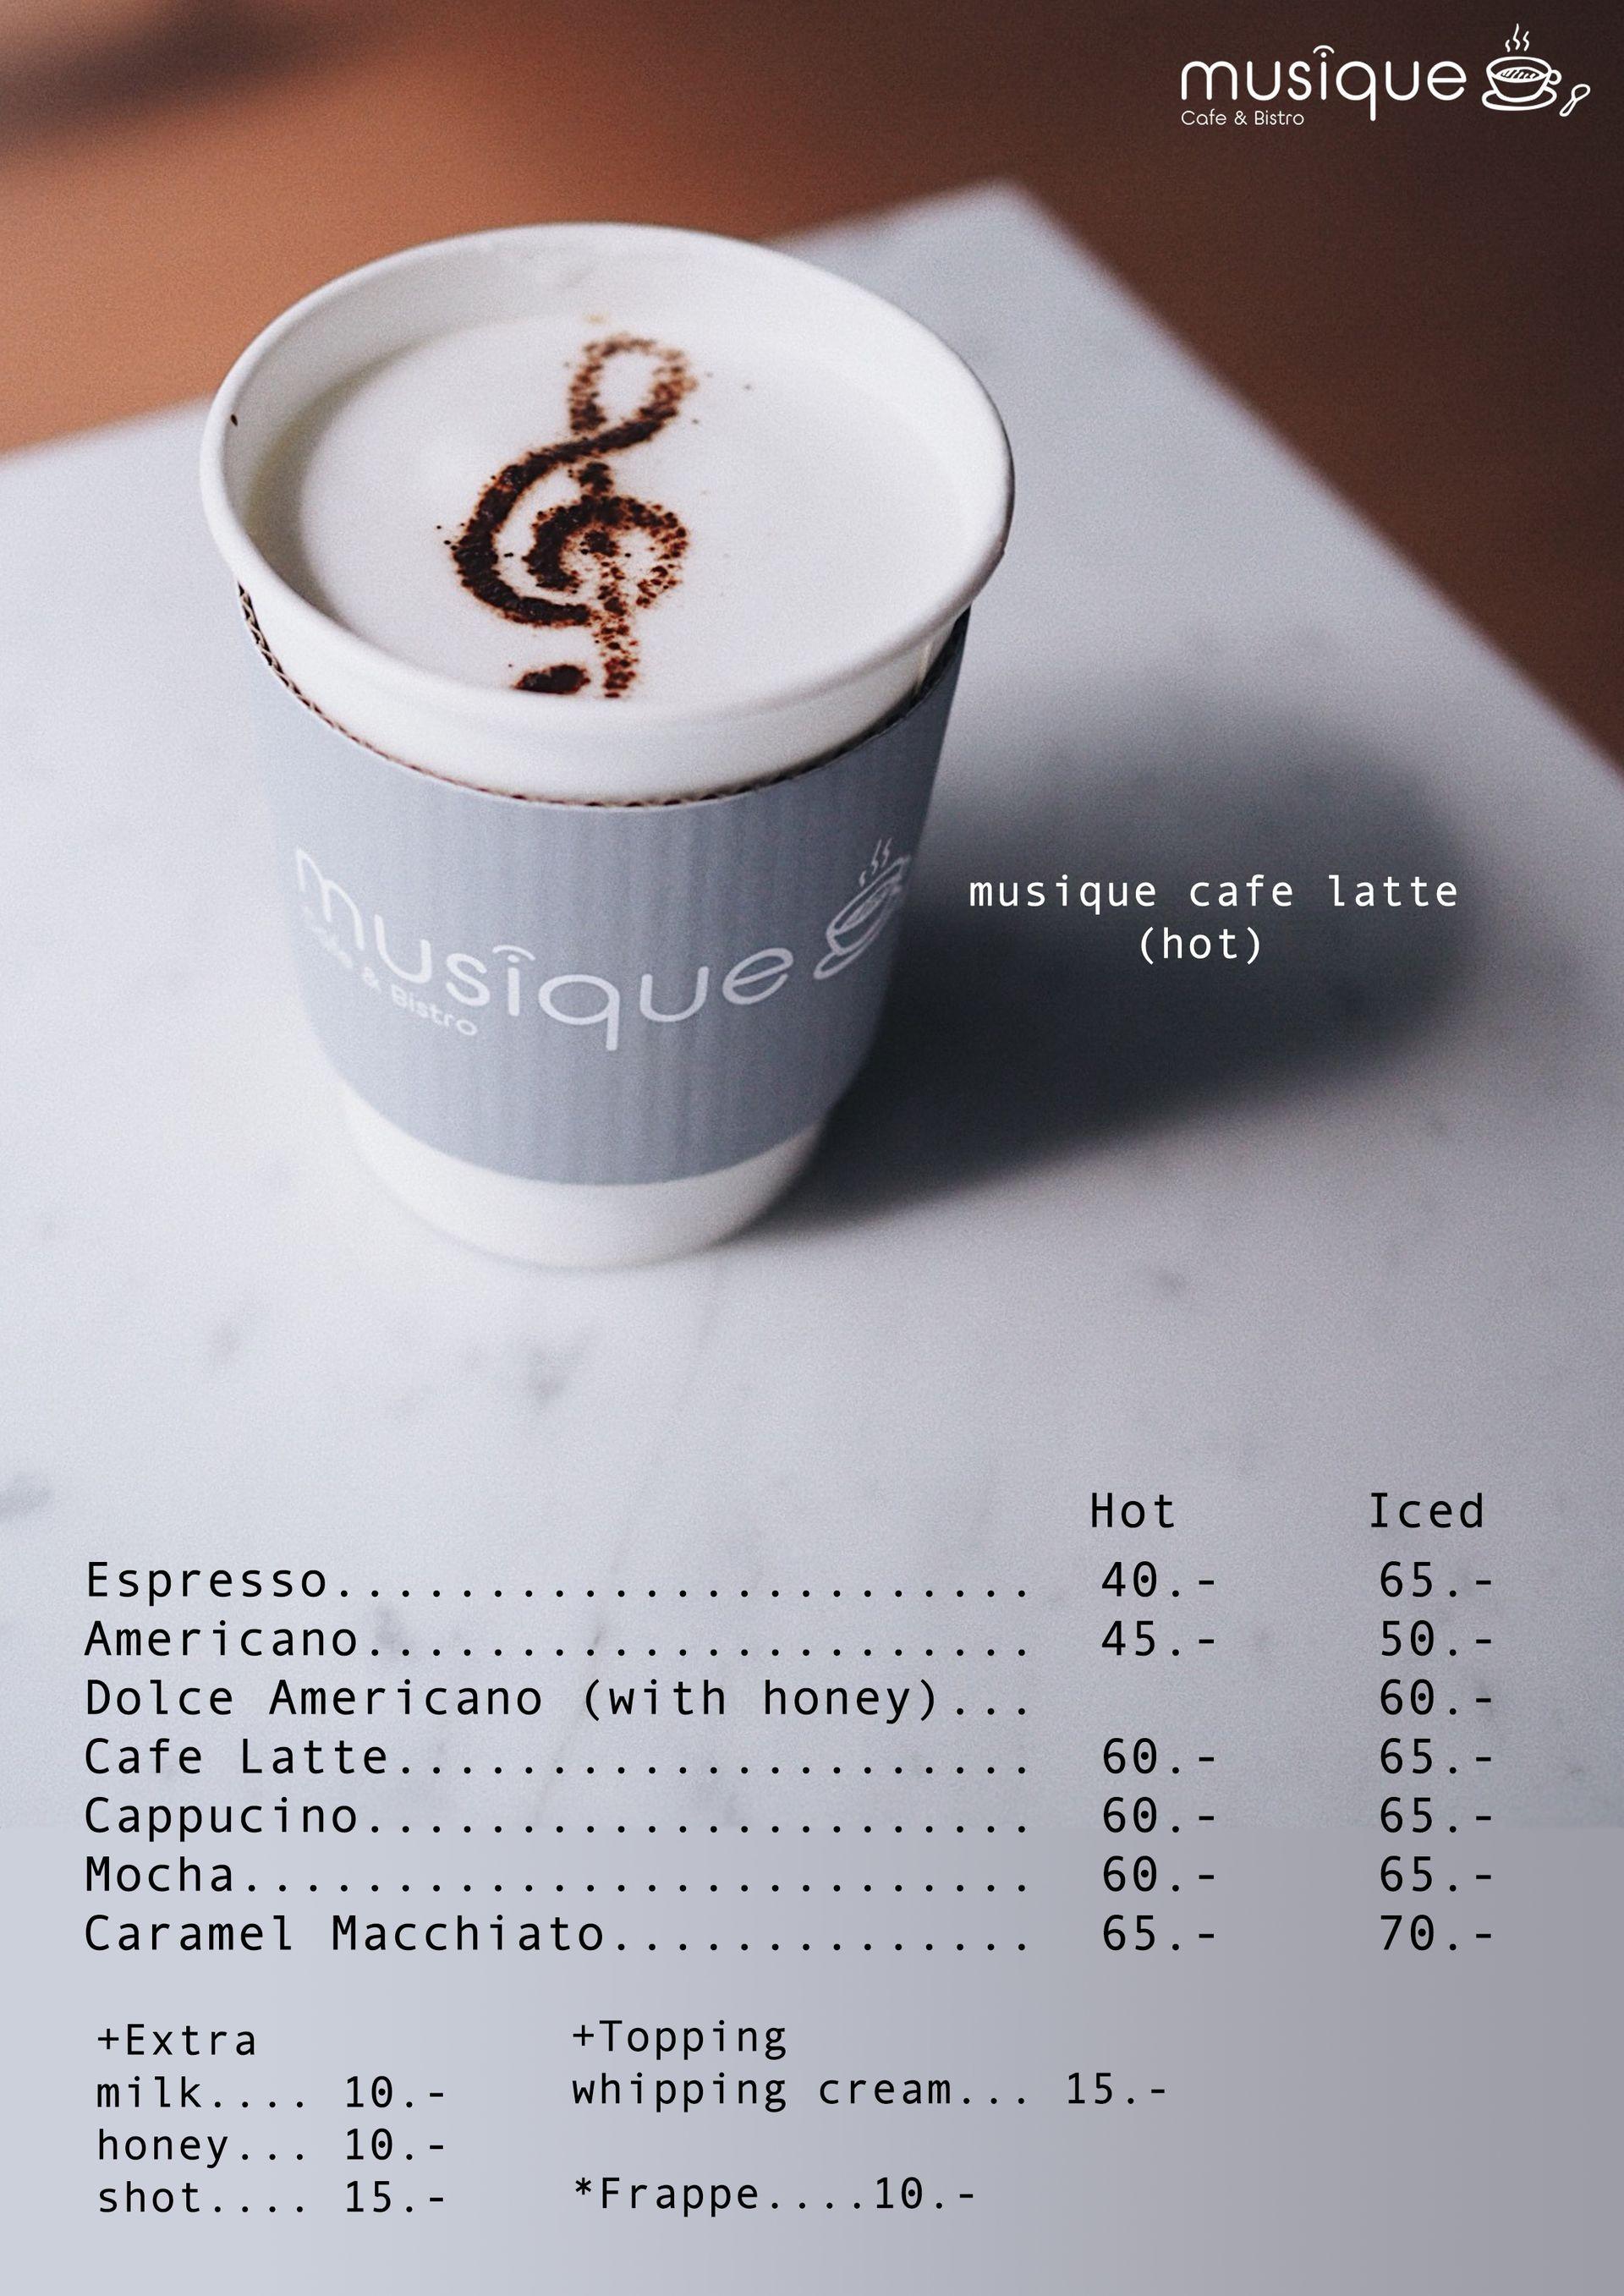 musique
Cafe & Bistro
musique
Cafe & Bistro
musique cafe latte
(hot)
Hot Iced
Espresso....................... 40.- 65.-
Americano...................... 45.- 50.-
Dolce Americano (with honey)... 60.-
Cafe Latte..................... 60.- 65.-
Cappucino...................... 60.- 65.-
Mocha.......................... 60.- 65.-
Caramel Macchiato.............. 65.- 70.-
+Extra
milk.... 10.-
honey... 10.-
shot.... 15.-
+Topping
whipping cream... 15.-
*Frappe....10.-